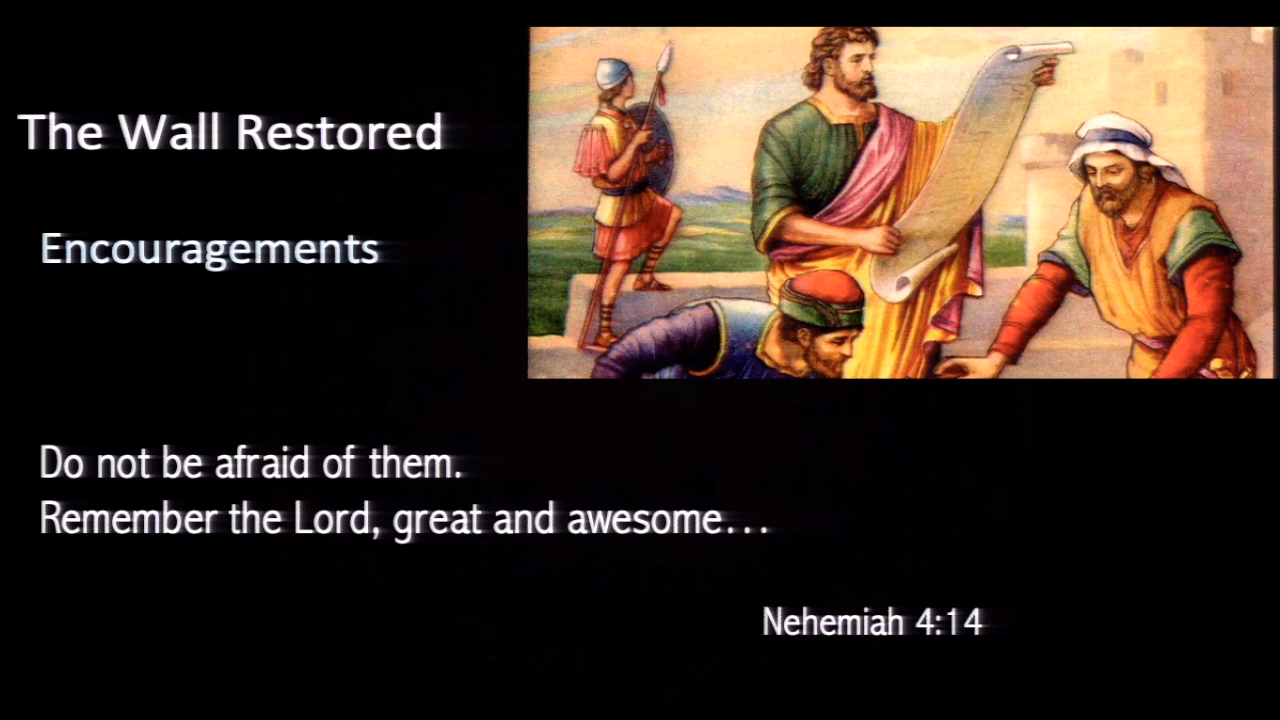 The Wall Restored
Encouragements
Do not be afraid of them.
Remember the Lord, great and awesome...
Nehemiah 4:14